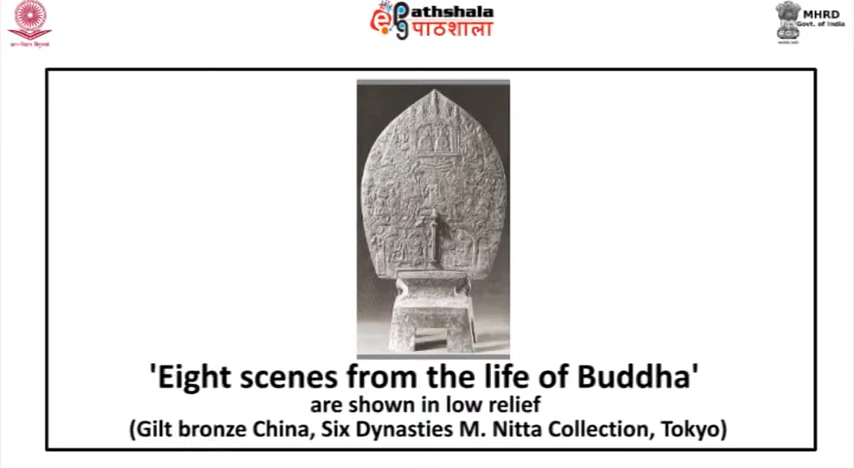 epgathshala
पाठशाला
MHRD
Govt. of India
'Eight scenes from the life of Buddha'
are shown in low relief
(Gilt bronze China, Six Dynasties M. Nitta Collection, Tokyo)